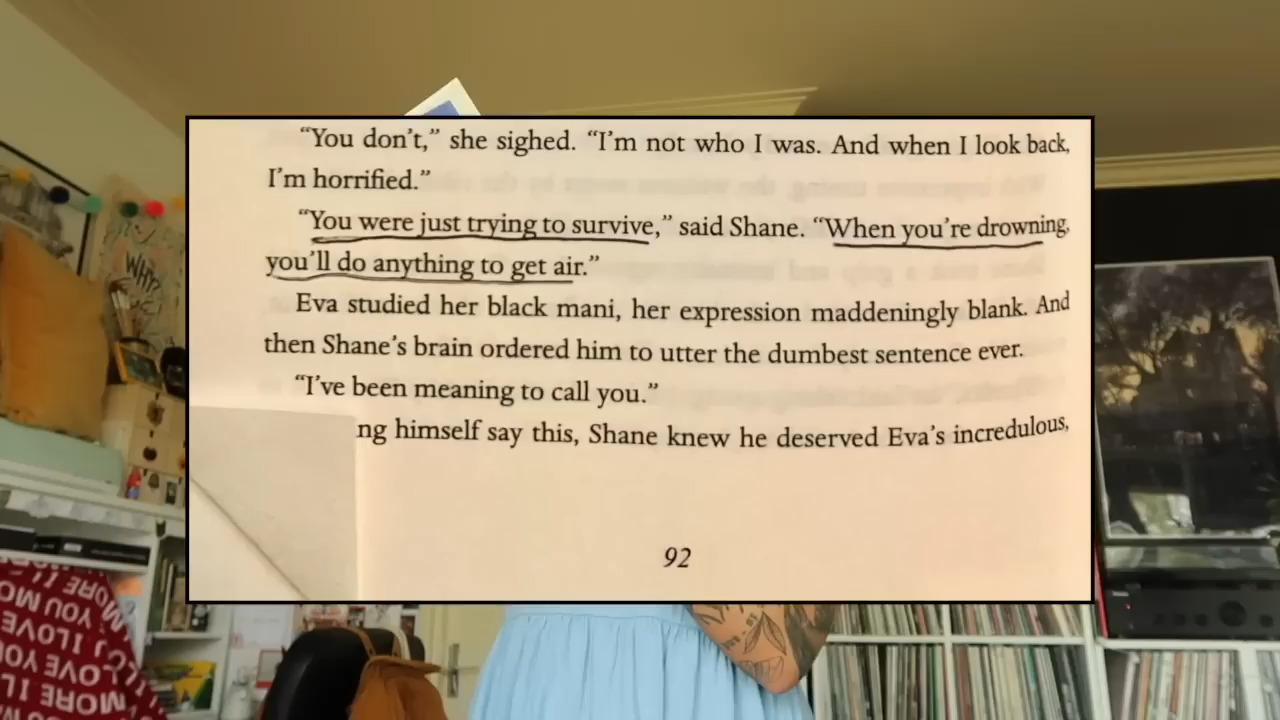 “You don’t,” she sighed. “I’m not who I was. And when I look back,
I’m horrified.”
“You were just trying to survive,” said Shane. “When you’re drowning,
you’ll do anything to get air.”
Eva studied her black mani, her expression maddeningly blank. And
then Shane’s brain ordered him to utter the dumbest sentence ever.
“I’ve been meaning to call you.”
ng himself say this, Shane knew he deserved Eva’s incredulous,
92
WHY